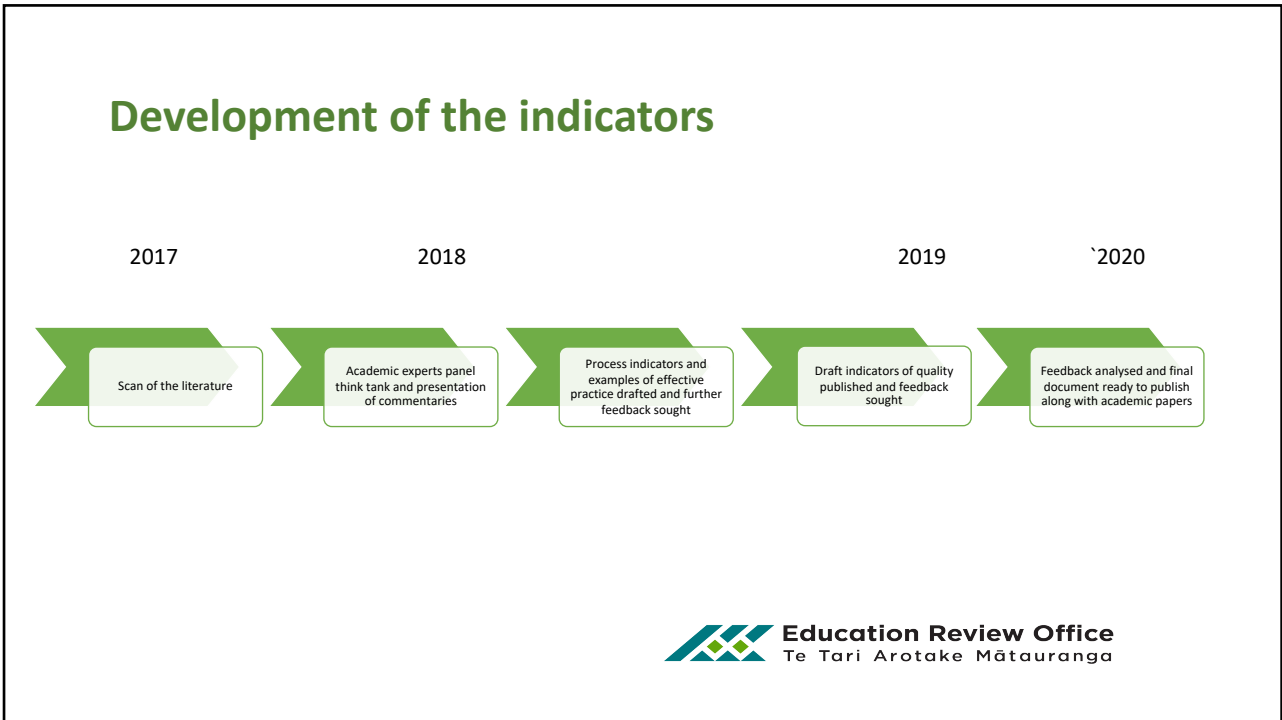 Development of the indicators
2017
2018
2019
`2020
Scan of the literature
Academic experts panel
think tank and presentation
of commentaries
Process indicators and
examples of effective
practice drafted and further
feedback sought
Draft indicators of quality
published and feedback
sought
Feedback analysed and final
document ready to publish
along with academic papers
Education Review Office
Te Tari Arotake Mātauranga